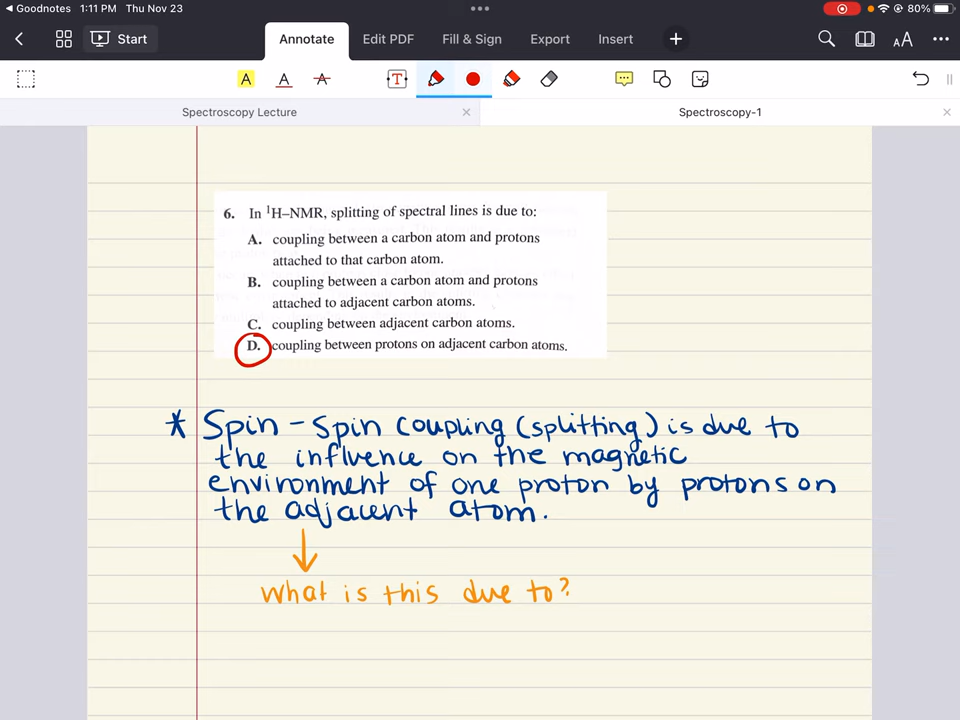 Goodnotes 1:11 PM Thu Nov 23 80%
Start Annotate Edit PDF Fill & Sign Export Insert + AA
A A A T
Spectroscopy Lecture × Spectroscopy-1 ×
6. In ¹H–NMR, splitting of spectral lines is due to:
A. coupling between a carbon atom and protons
attached to that carbon atom.
B. coupling between a carbon atom and protons
attached to adjacent carbon atoms.
C. coupling between adjacent carbon atoms.
D. coupling between protons on adjacent carbon atoms.
* Spin - Spin coupling (splitting) is due to
the influence on the magnetic
environment of one proton by protons on
the adjacent atom.
What is this due to?